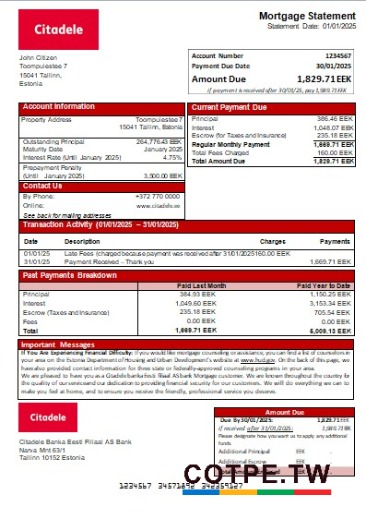 Citadele
Mortgage Statement
Statement Date: 01/01/2025
John Citizen
Toompuiestee 7
15041 Tallinn,
Estonia
Account Number 1234567
Payment Due Date 30/01/2025
Amount Due 1,829.71 EEK
If payment is received after 30/01/25, pay 1,989.71 EEK
Account Information
Property Address Toompuiestee 7
15041 Tallinn, Estonia
Outstanding Principal 264,776.43 EEK
Maturity Date January 2025
Interest Rate (Until January 2025) 4.75%
Prepayment Penalty
(Until January 2025) 3,500.00 EEK
Contact Us
By Phone: +372 770 0000
Online: www.citadele.ee
See back for mailing addresses
Current Payment Due
Principal 386.46 EEK
Interest 1,048.07 EEK
Escrow (for Taxes and Insurance) 235.18 EEK
Regular Monthly Payment 1,669.71 EEK
Total Fees Charged 160.00 EEK
Total Amount Due 1,829.71 EEK
Transaction Activity (01/01/2025 – 31/01/2025)
Date Description Charges Payments
01/01/25 Late Fees (charged because payment was received after 31/01/2025 160.00 EEK
31/01/25 Payment Received – Thank you 1,669.71 EEK
Past Payments Breakdown
Paid Last Month Paid Year to Date
Principal 384.93 EEK 1,150.25 EEK
Interest 1,049.60 EEK 3,153.34 EEK
Escrow (Taxes and Insurance) 235.18 EEK 705.54 EEK
Fees 0.00 EEK 0.00 EEK
Total 1,669.71 EEK 5,009.13 EEK
Important Messages
If You Are Experiencing Financial Difficulty: If you would like mortgage counseling or assistance, you can find a list of counselors in
your area on the Estonia Department of Housing and Urban Development's website at www.hud.gov. On the back of this page, we
have also provided contact information for three state or federally-approved counseling programs in your area.
We are pleased to have you as a Citadele banka Eesti filiaal AS bank Mortgage customer. We are known throughout the country for
the quality of our service and our dedication to providing financial security for our customers. We will do everything we can to
make you feel at home, and to ensure you receive the friendly, professional service you deserve.
Citadele
Citadele Banka Eesti Filiaal AS Bank
Narva Mnt 63/1
Tallinn 10152 Estonia
Amount Due
Due By 30/01/2025: 1,829.71 EEK
If received after 30/01/2025: 1,989.71 EEK
Please designate how you want us to apply any additional
funds.
Additional Principal EEK
Additional Escrow EEK
COTPE.TW
1234567